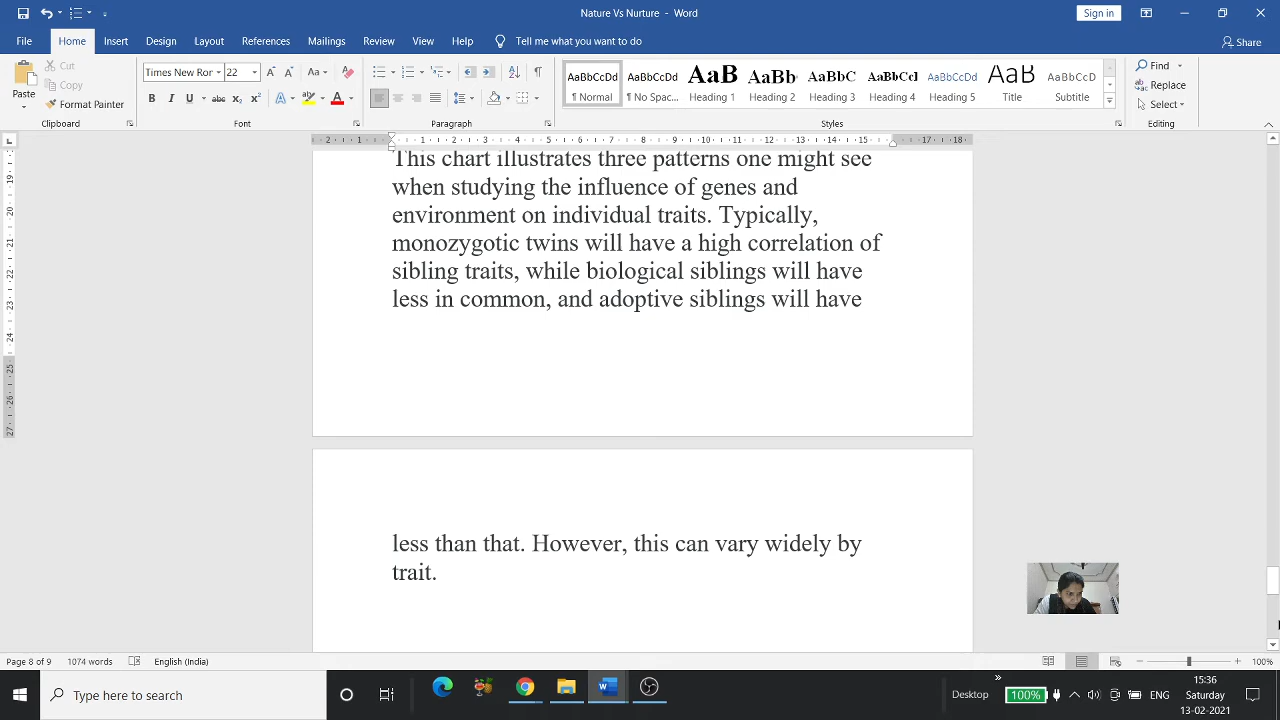 Nature Vs Nurture - Word
Sign in
File Home Insert Design Layout References Mailings Review View Help Tell me what you want to do Share
Paste
Cut
Copy
Format Painter
Clipboard
Times New Ror 22
Font
Paragraph
AaBbCcDd AaBbCcDd AaB AaBb AaBbC AaBbCcI AaBbCcDd AaB AaBbCcD
¶ Normal ¶ No Spac... Heading 1 Heading 2 Heading 3 Heading 4 Heading 5 Title Subtitle
Styles
Find
Replace
Select
Editing
This chart illustrates three patterns one might see
when studying the influence of genes and
environment on individual traits. Typically,
monozygotic twins will have a high correlation of
sibling traits, while biological siblings will have
less in common, and adoptive siblings will have
less than that. However, this can vary widely by
trait.
Page 8 of 9 1074 words English (India) 100%
Type here to search
Desktop 100% ENG
15:36
Saturday
13-02-2021